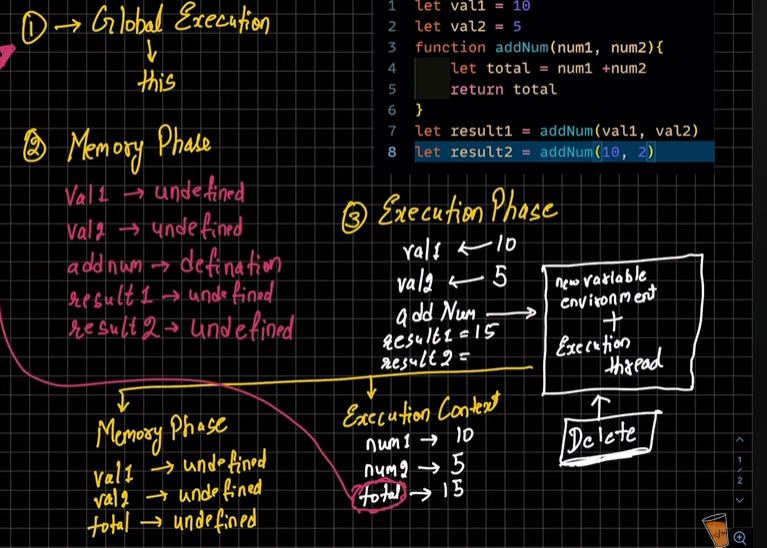 ① → Global Execution
↓
this
② Memory Phase
Val1 → undefined
val2 → undefined
addnum → defination
result1 → undefined
result2 → undefined
1 let val1 = 10
2 let val2 = 5
3 function addNum(num1, num2){
4 let total = num1 +num2
5 return total
6 }
7 let result1 = addNum(val1, val2)
8 let result2 = addNum(10, 2)
③ Execution Phase
val1 ← 10
val2 ← 5
add Num →
result1 = 15
result2 =
new variable
environment
+
Execution
thread
↑
Delete
Memory Phase
val1 → undefined
val2 → undefined
total → undefined
Execution Context
num1 → 10
num2 → 5
total → 15
1
2